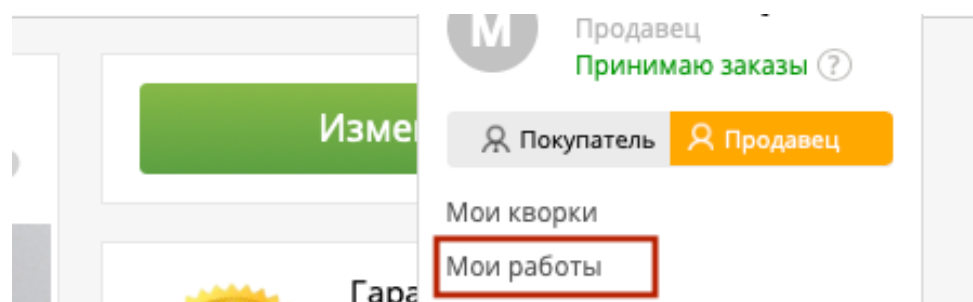 М
Продавец
Принимаю заказы ?
Покупатель Продавец
Мои кворки
Мои работы